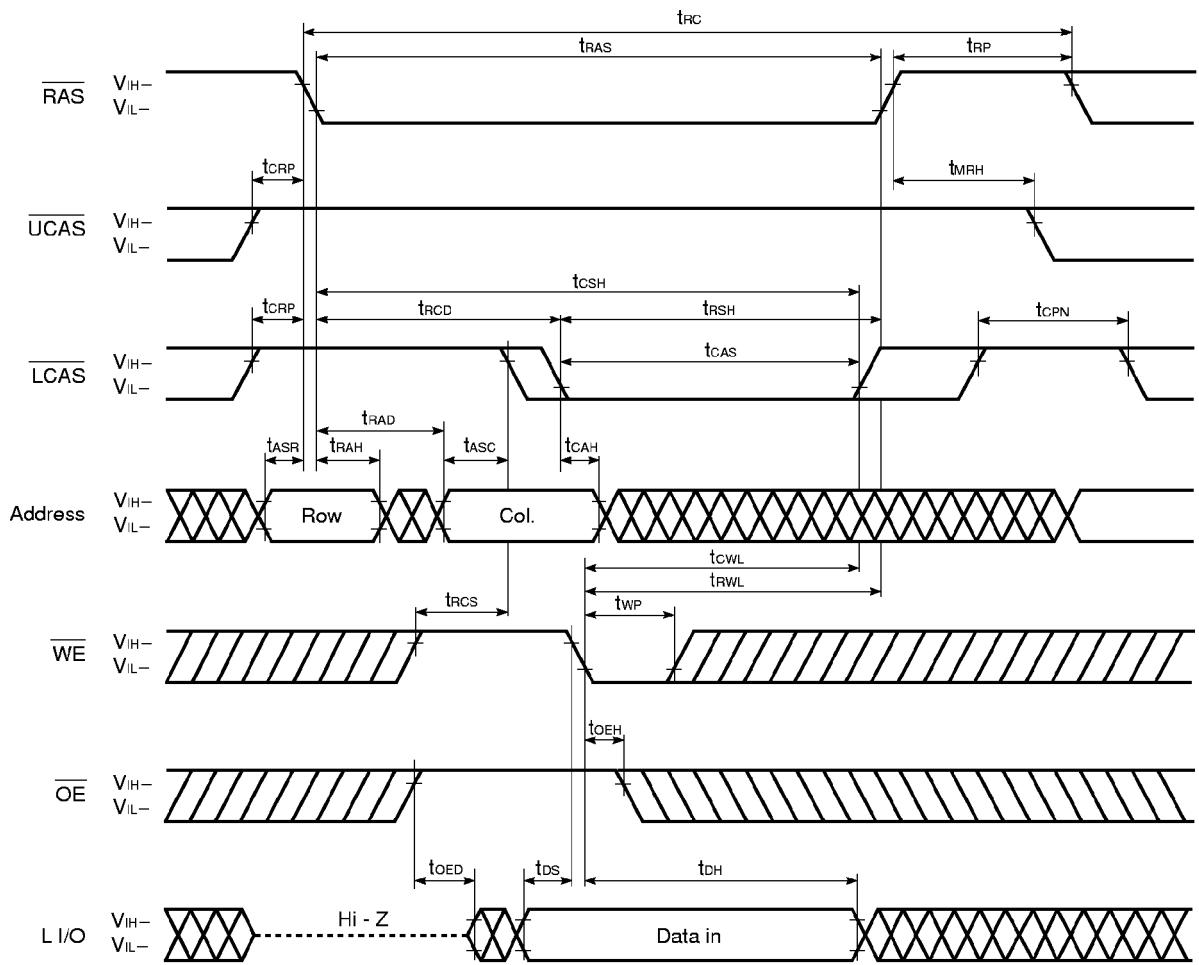 tRC
tRAS tRP
RAS VIH–
VIL–
tCRP tMRH
UCAS VIH–
VIL–
tCSH
tCRP tRCD tRSH tCPN
tCAS
LCAS VIH–
VIL–
tRAD
tASR tRAH tASC tCAH
Address VIH–
VIL–
Row Col.
tCWL
tRWL
tRCS tWP
WE VIH–
VIL–
tOEH
OE VIH–
VIL–
tOED tDS tDH
L I/O VIH–
VIL–
Hi - Z Data in